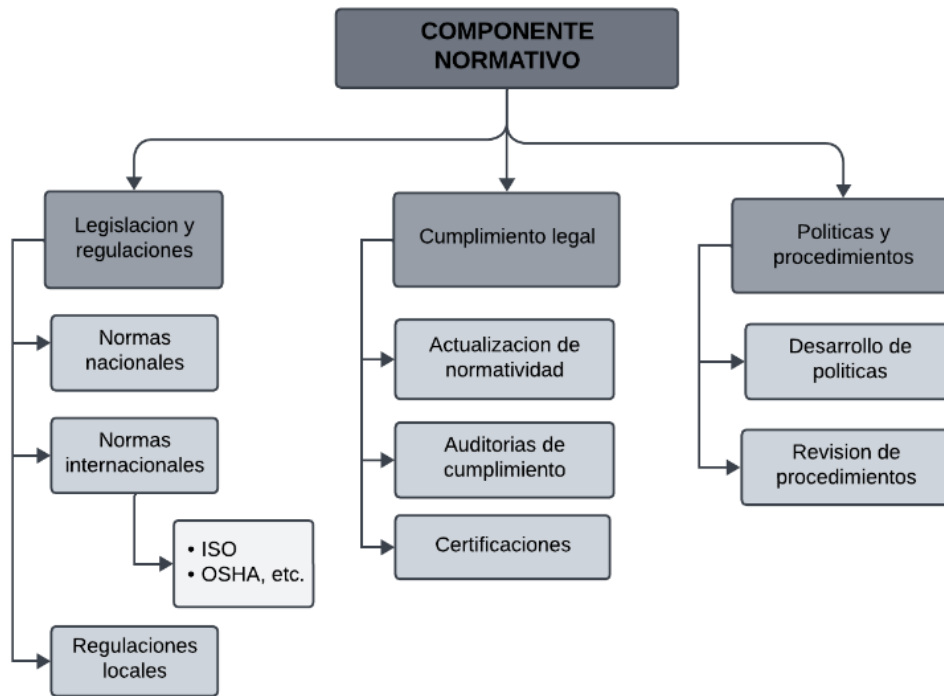 COMPONENTE
NORMATIVO
Legislacion y
regulaciones
Normas
nacionales
Normas
internacionales
• ISO
• OSHA, etc.
Regulaciones
locales
Cumplimiento legal
Actualizacion de
normatividad
Auditorias de
cumplimiento
Certificaciones
Politicas y
procedimientos
Desarrollo de
politicas
Revision de
procedimientos